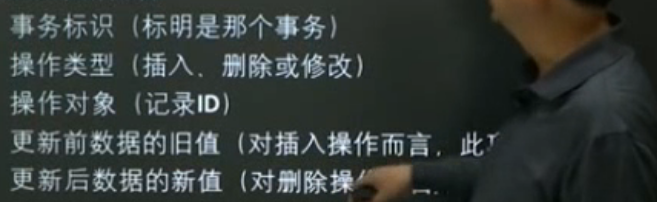 事务标识（标明是那个事务）
操作类型（插入、删除或修改）
操作对象（记录ID）
更新前数据的旧值（对插入操作而言，此
更新后数据的新值（对删除操